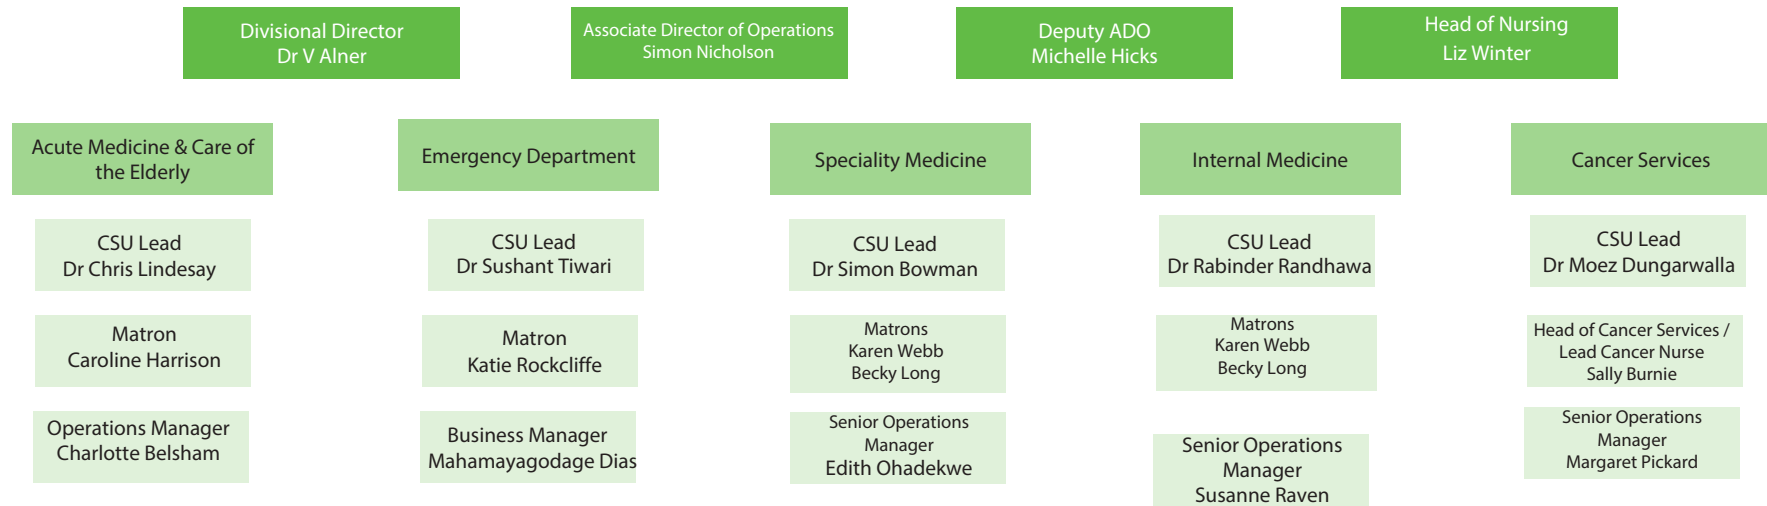 Divisional Director
Dr V Alner
Associate Director of Operations
Simon Nicholson
Deputy ADO
Michelle Hicks
Head of Nursing
Liz Winter
Acute Medicine & Care of
the Elderly
Emergency Department
Speciality Medicine
Internal Medicine
Cancer Services
CSU Lead
Dr Chris Lindesay
CSU Lead
Dr Sushant Tiwari
CSU Lead
Dr Simon Bowman
CSU Lead
Dr Rabinder Randhawa
CSU Lead
Dr Moez Dungarwalla
Matron
Caroline Harrison
Matron
Katie Rockcliffe
Matrons
Karen Webb
Becky Long
Matrons
Karen Webb
Becky Long
Head of Cancer Services /
Lead Cancer Nurse
Sally Burnie
Operations Manager
Charlotte Belsham
Business Manager
Mahamayagodage Dias
Senior Operations
Manager
Edith Ohadekwe
Senior Operations
Manager
Susanne Raven
Senior Operations
Manager
Margaret Pickard